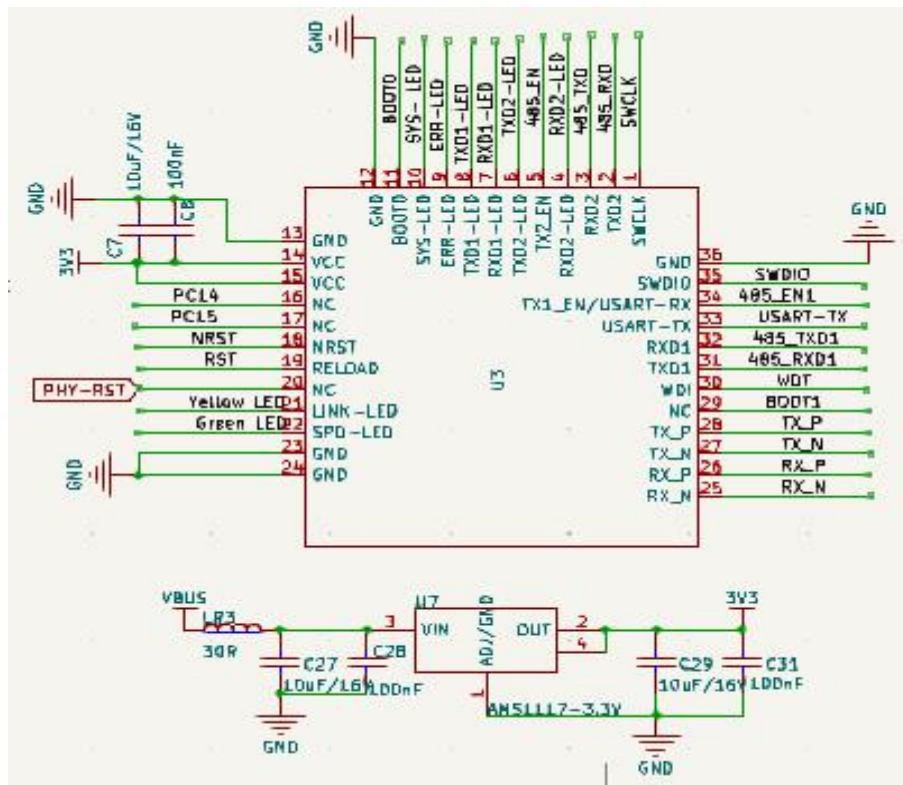 GND
BOOT0
SYS- LED
ERR-LED
TXD1-LED
RXD1-LED
TXD2-LED
485_EN
RXD2-LED
485_TXD
485_RXD
SWCLK
10uF/16V
100nF
GND
C7
C8
3V3
12
11
10
9
8
7
6
5
4
3
2
1
GND
BOOT0
SYS-LED
ERR-LED
TXD1-LED
RXD1-LED
TXD2-LED
TX2_EN
RXD2-LED
RXD2
TXD2
SWCLK
13 GND
14 VCC
15 VCC
PC14 16 NC
PC15 17 NC
NRST 18 NRST
RST 19 RELOAD
PHY-RST 20 NC
Yellow LED 21 LINK-LED
Green LED 22 SPD-LED
23 GND
GND 24 GND
U3
GND
GND 36
SWDIO 35 SWDIO
TX1_EN/USART-RX 34 485_EN1
USART-TX 33 USART-TX
RXD1 32 485_TXD1
TXD1 31 485_RXD1
WDI 30 WDT
NC 29 BOOT1
TX_P 28 TX_P
TX_N 27 TX_N
RX_P 26 RX_P
RX_N 25 RX_N
VBUS
LB3
30R
C27
10uF/16V
C28
100nF
GND
U7
3 VIN
OUT 2
4
ADJ/GND
1
AMS1117-3.3V
3V3
C29
10uF/16V
C31
100nF
GND